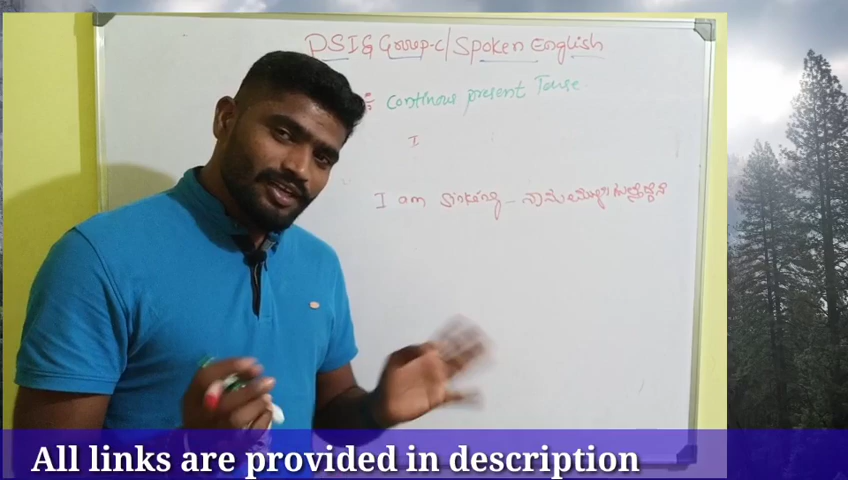 PSI & Group-C/Spoken English
Continous present Tense
I
I am Sinking - ನಾನು
All links are provided in description